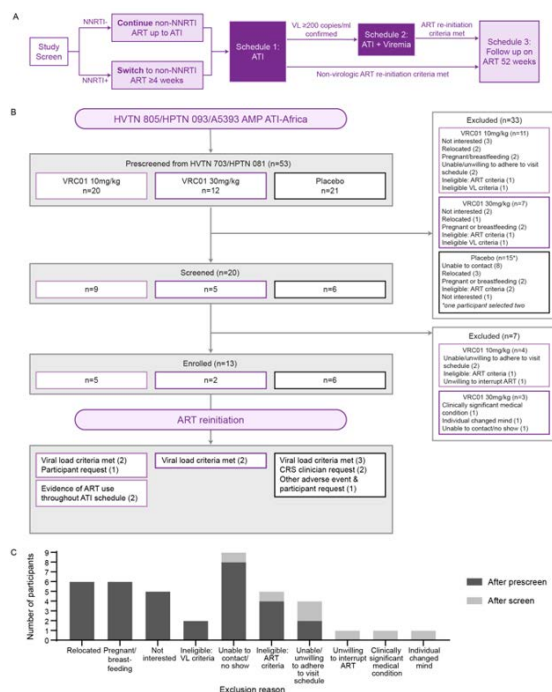 A
Study
Screen
NNRTI-
NNRTI+
Continue non-NNRTI
ART up to ATI
Switch to non-NNRTI
ART ≥4 weeks
Schedule 1:
ATI
VL ≥200 copies/ml
confirmed
Schedule 2:
ATI + Viremia
ART re-initiation
criteria met
Non-virologic ART re-initiation criteria met
Schedule 3:
Follow up on
ART 52 weeks
B
HVTN 805/HPTN 093/A5393 AMP ATI-Africa
Prescreened from HVTN 703/HPTN 081 (n=53)
VRC01 10mg/kg
n=20
VRC01 30mg/kg
n=12
Placebo
n=21
Excluded (n=33)
VRC01 10mg/kg (n=11)
Not interested (3)
Relocated (2)
Pregnant/breastfeeding (2)
Unable/unwilling to adhere to visit
schedule (2)
Ineligible: ART criteria (1)
Ineligible VL criteria (1)
VRC01 30mg/kg (n=7)
Not interested (2)
Relocated (1)
Pregnant or breastfeeding (2)
Ineligible: ART criteria (1)
Ineligible VL criteria (1)
Placebo (n=15*)
Unable to contact (8)
Relocated (3)
Pregnant or breastfeeding (2)
Ineligible: ART criteria (2)
Not interested (1)
*one participant selected two
Screened (n=20)
n=9
n=5
n=6
Excluded (n=7)
VRC01 10mg/kg (n=4)
Unable/unwilling to adhere to visit
schedule (2)
Ineligible: ART criteria (1)
Unwilling to interrupt ART (1)
VRC01 30mg/kg (n=3)
Clinically significant medical
condition (1)
Individual changed mind (1)
Unable to contact/no show (1)
Enrolled (n=13)
n=5
n=2
n=6
ART reinitiation
Viral load criteria met (2)
Participant request (1)
Evidence of ART use
throughout ATI schedule (2)
Viral load criteria met (2)
Viral load criteria met (3)
CRS clinician request (2)
Other adverse event &
participant request (1)
C
Number of participants
9
8
7
6
5
4
3
2
1
0
Relocated
Pregnant/
breast-
feeding
Not
interested
Ineligible:
VL criteria
Unable to
contact/
no show
Ineligible:
ART
criteria
Unable/
unwilling
to adhere
to visit
schedule
Unwilling
to interrupt
ART
Clinically
significant
medical
condition
Individual
changed
mind
Exclusion reason
After prescreen
After screen